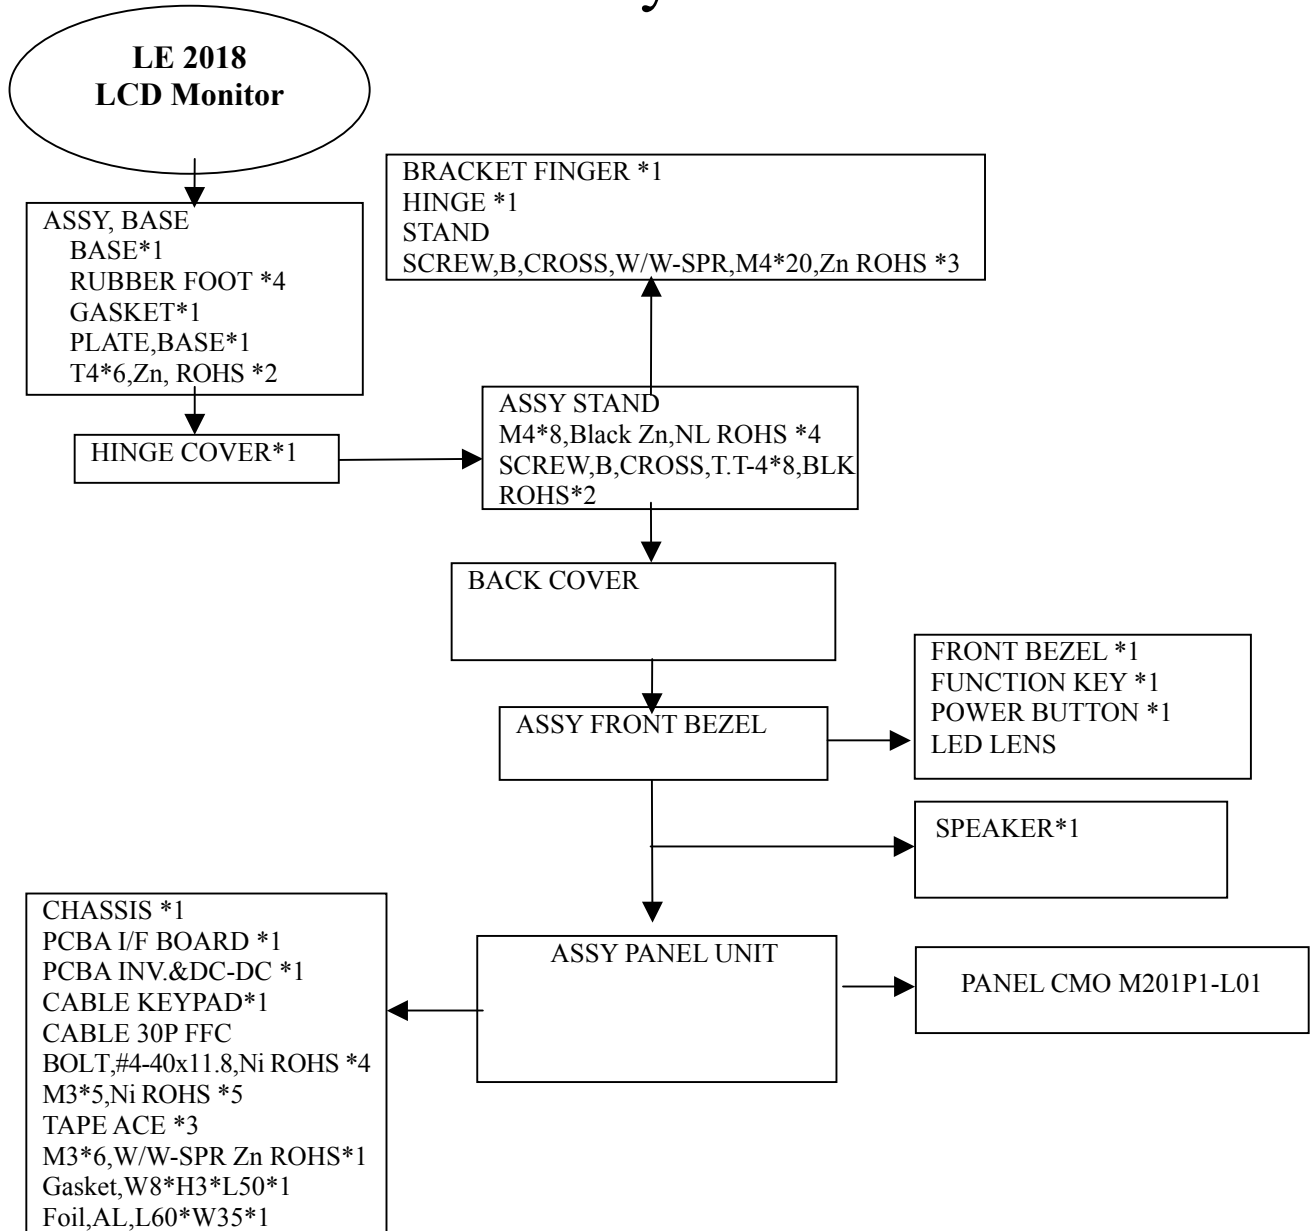 LE 2018
LCD Monitor
BRACKET FINGER *1
HINGE *1
STAND
SCREW,B,CROSS,W/W-SPR,M4*20,Zn ROHS *3
ASSY, BASE
BASE*1
RUBBER FOOT *4
GASKET*1
PLATE,BASE*1
T4*6,Zn, ROHS *2
HINGE COVER*1
ASSY STAND
M4*8,Black Zn,NL ROHS *4
SCREW,B,CROSS,T.T-4*8,BLK
ROHS*2
BACK COVER
FRONT BEZEL *1
FUNCTION KEY *1
POWER BUTTON *1
LED LENS
ASSY FRONT BEZEL
SPEAKER*1
CHASSIS *1
PCBA I/F BOARD *1
PCBA INV.&DC-DC *1
CABLE KEYPAD*1
CABLE 30P FFC
BOLT,#4-40x11.8,Ni ROHS *4
M3*5,Ni ROHS *5
TAPE ACE *3
M3*6,W/W-SPR Zn ROHS*1
Gasket,W8*H3*L50*1
Foil,AL,L60*W35*1
ASSY PANEL UNIT
PANEL CMO M201P1-L01